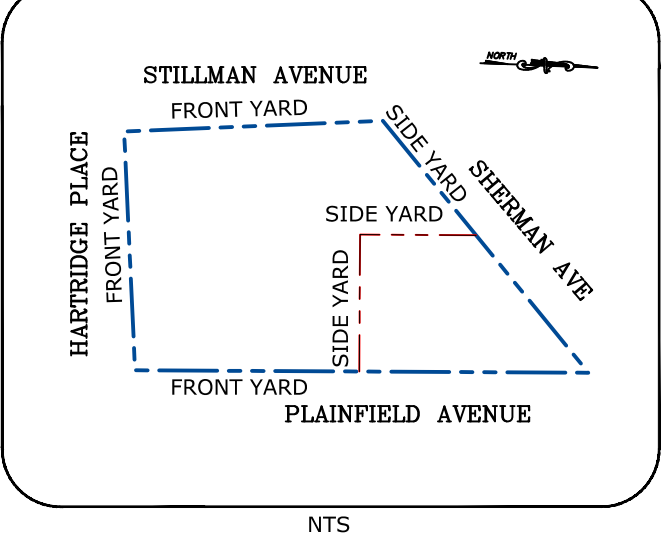 NORTH
STILLMAN AVENUE
FRONT YARD
SIDE YARD
SHERMAN AVE
HARTRIDGE PLACE
FRONT YARD
SIDE YARD
SIDE YARD
FRONT YARD
PLAINFIELD AVENUE
NTS